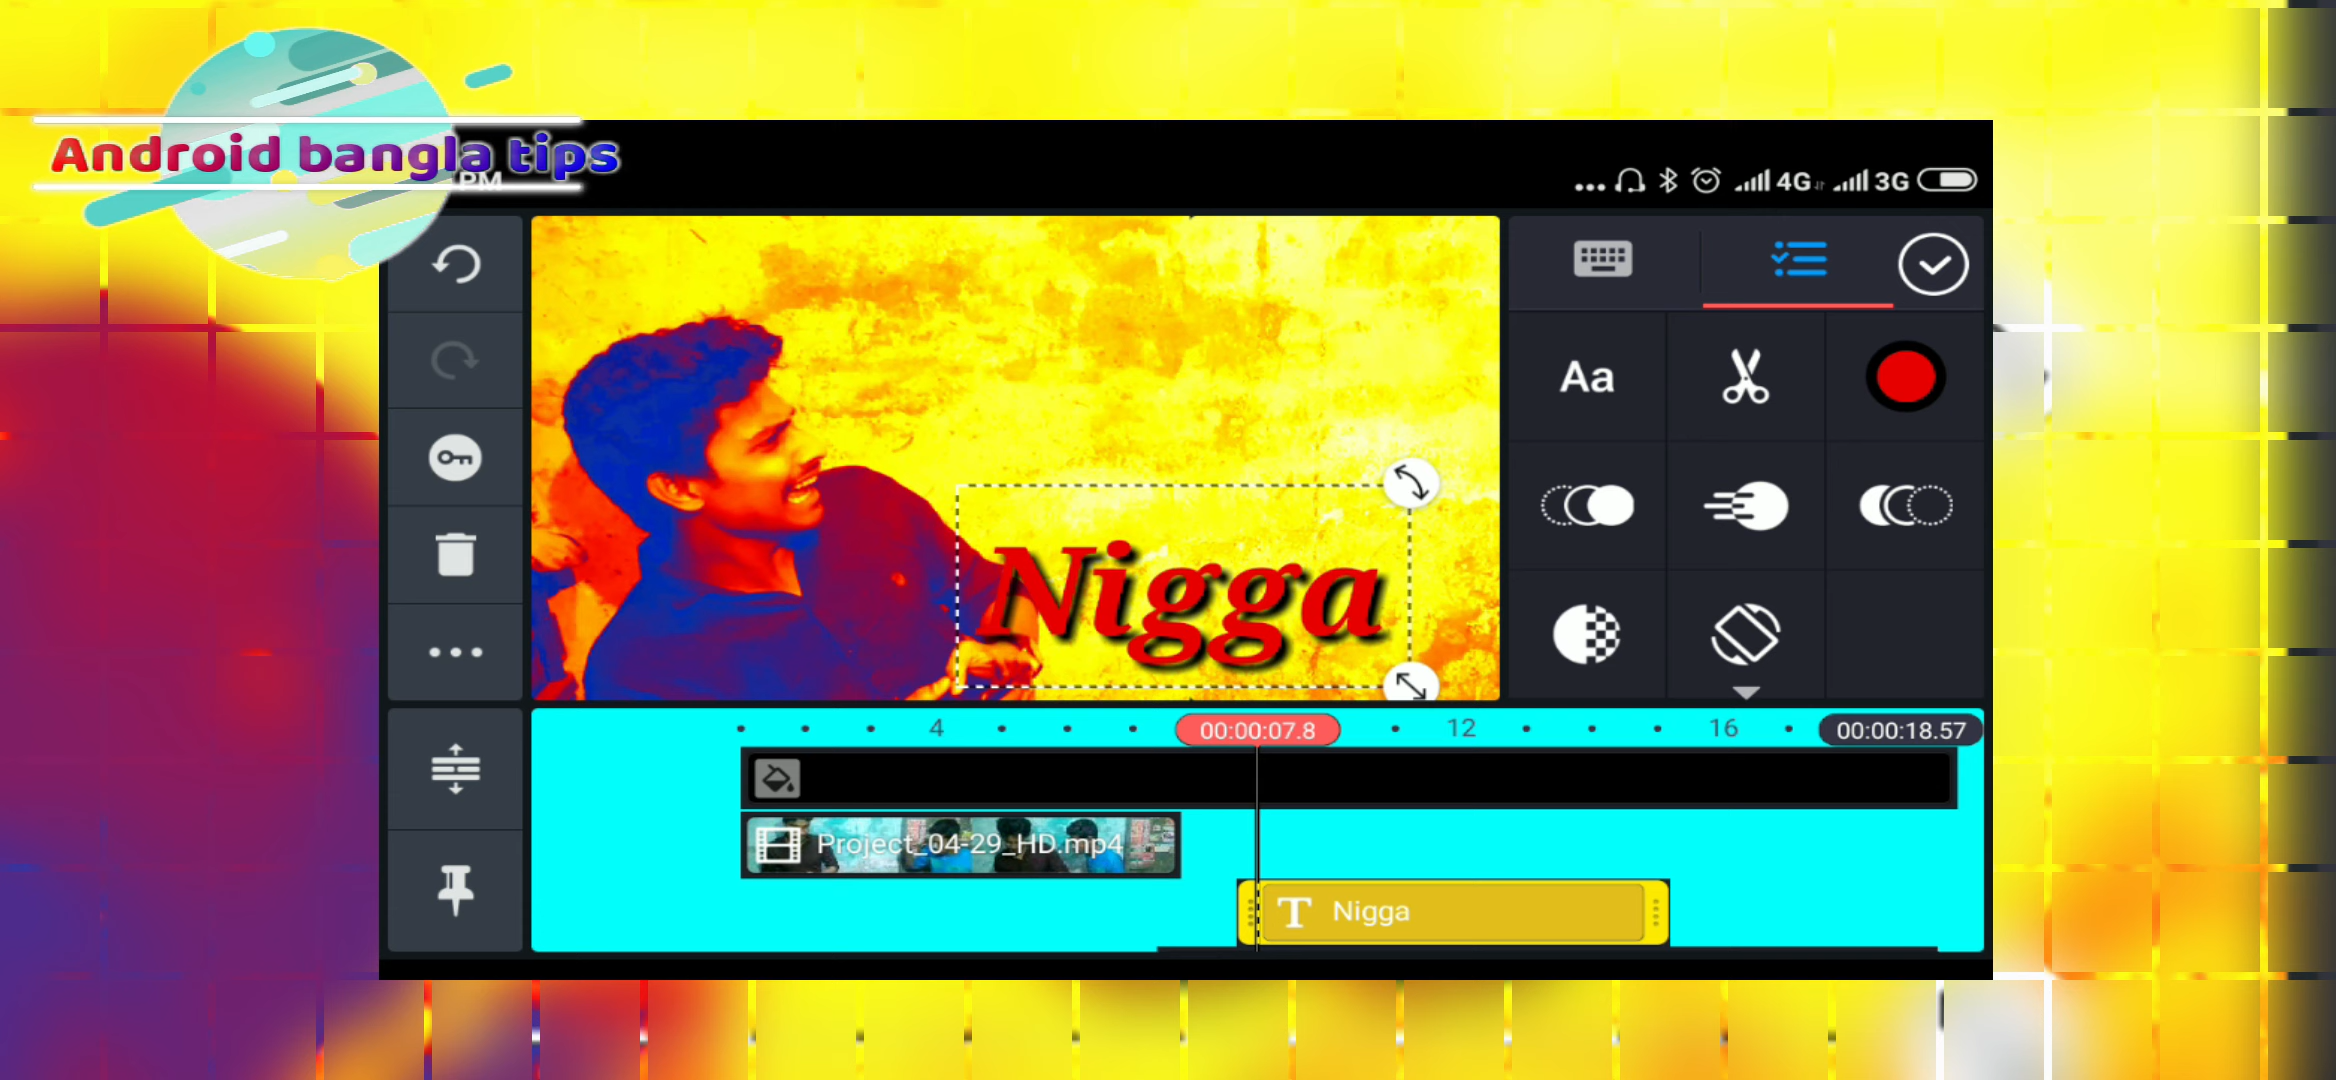 Android bangla tips
PM
4G
3G
Aa
Nigga
4
00:00:07.8
12
16
00:00:18.57
Project_04-29_HD.mp4
T
Nigga